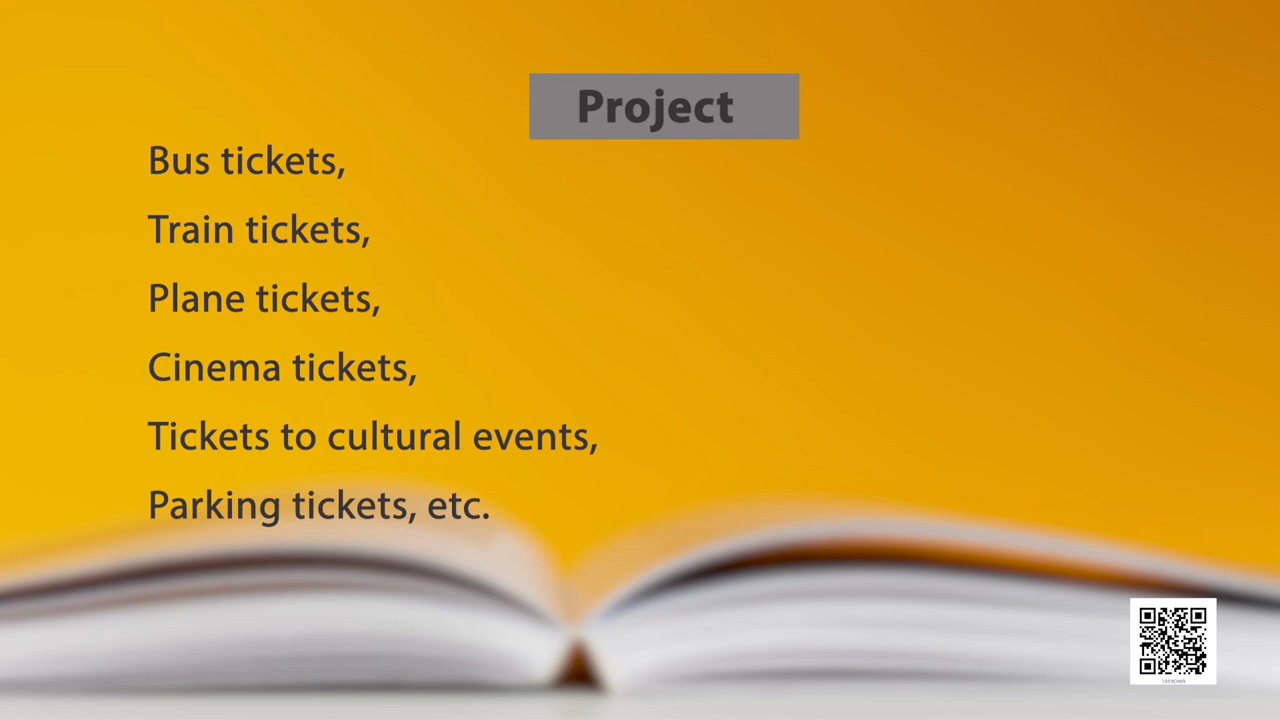 Project
Bus tickets,
Train tickets,
Plane tickets,
Cinema tickets,
Tickets to cultural events,
Parking tickets, etc.